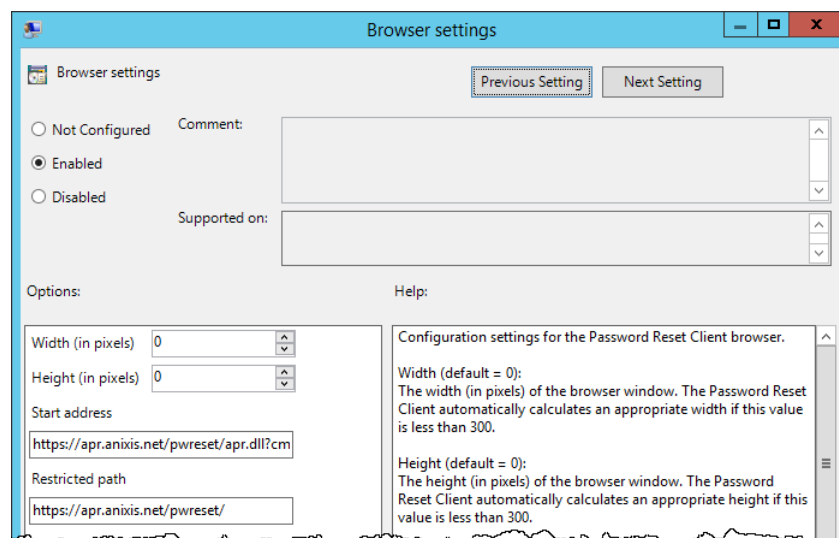 Browser settings
Browser settings
Previous Setting
Next Setting
Not Configured
Comment:
Enabled
Disabled
Supported on:
Options:
Help:
Width (in pixels) 0
Height (in pixels) 0
Start address
https://apr.anixis.net/pwreset/apr.dll?cm
Restricted path
https://apr.anixis.net/pwreset/
Configuration settings for the Password Reset Client browser.
Width (default = 0):
The width (in pixels) of the browser window. The Password Reset
Client automatically calculates an appropriate width if this value
is less than 300.
Height (default = 0):
The height (in pixels) of the browser window. The Password
Reset Client automatically calculates an appropriate height if this
value is less than 300.